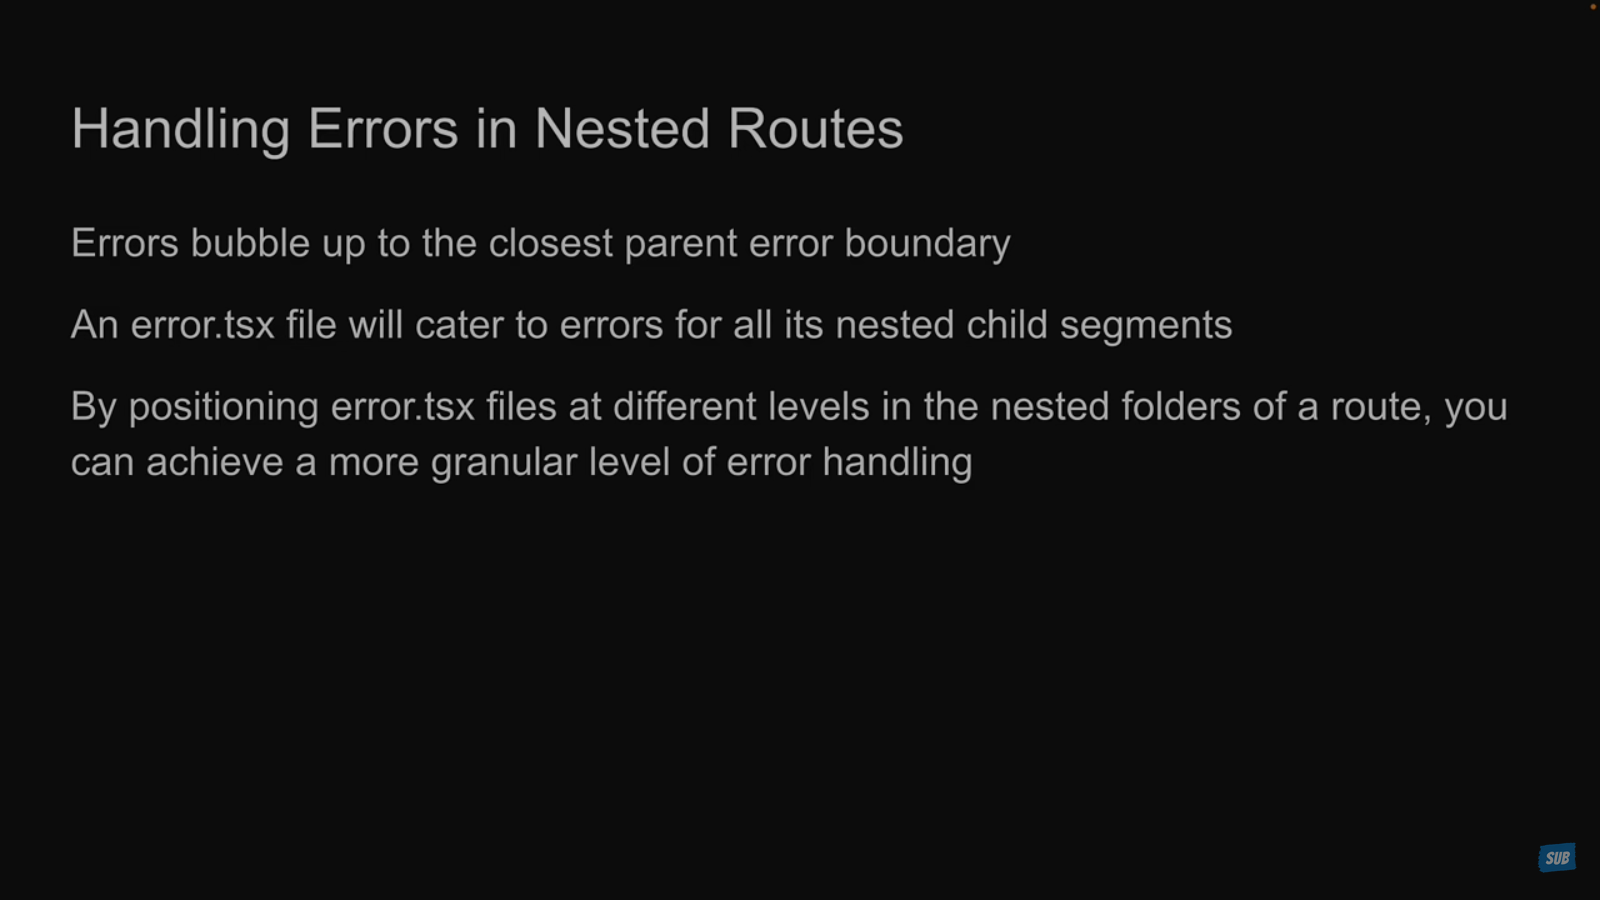 Handling Errors in Nested Routes
Errors bubble up to the closest parent error boundary
An error.tsx file will cater to errors for all its nested child segments
By positioning error.tsx files at different levels in the nested folders of a route, you
can achieve a more granular level of error handling
SUB